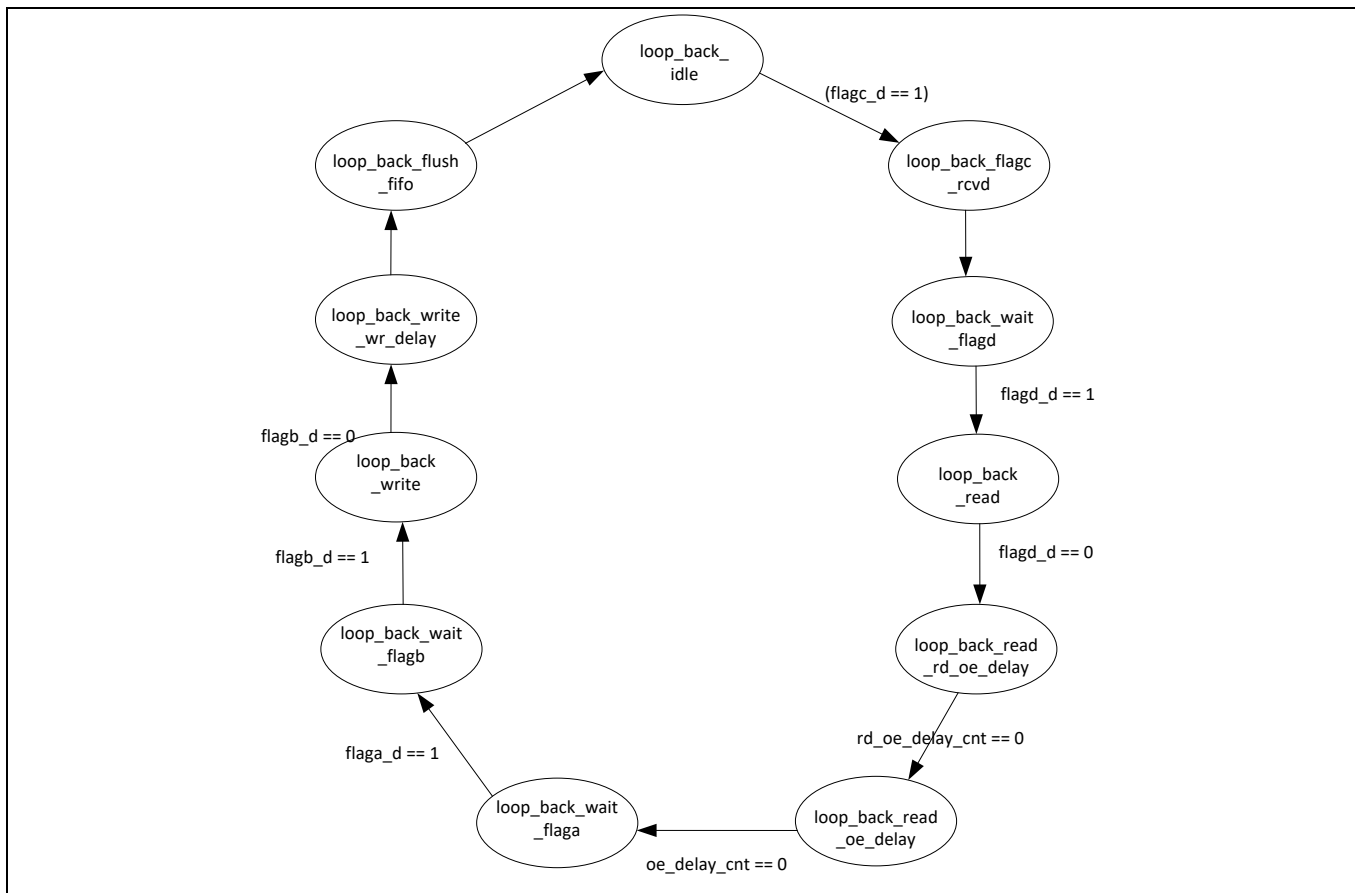 loop_back_
idle
(flagc_d == 1)
loop_back_flagc
_rcvd
loop_back_wait
_flagd
flagd_d == 1
loop_back
_read
flagd_d == 0
loop_back_read
_rd_oe_delay
rd_oe_delay_cnt == 0
loop_back_read
_oe_delay
oe_delay_cnt == 0
loop_back_wait
_flaga
flaga_d == 1
loop_back_wait
_flagb
flagb_d == 1
loop_back
_write
flagb_d == 0
loop_back_write
_wr_delay
loop_back_flush
_fifo